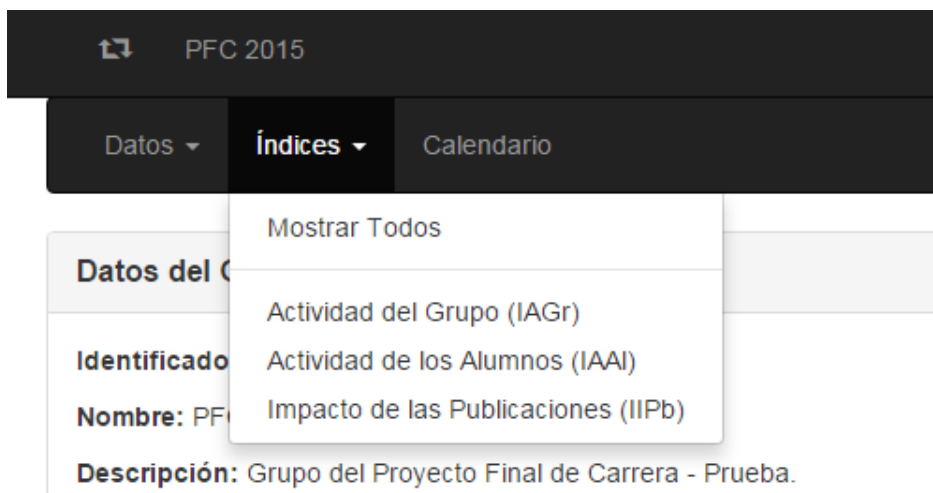 PFC 2015
Datos Índices Calendario
Mostrar Todos
Datos del
Actividad del Grupo (IAGr)
Identificado
Actividad de los Alumnos (IAAl)
Nombre: PF
Impacto de las Publicaciones (IIPb)
Descripción: Grupo del Proyecto Final de Carrera - Prueba.